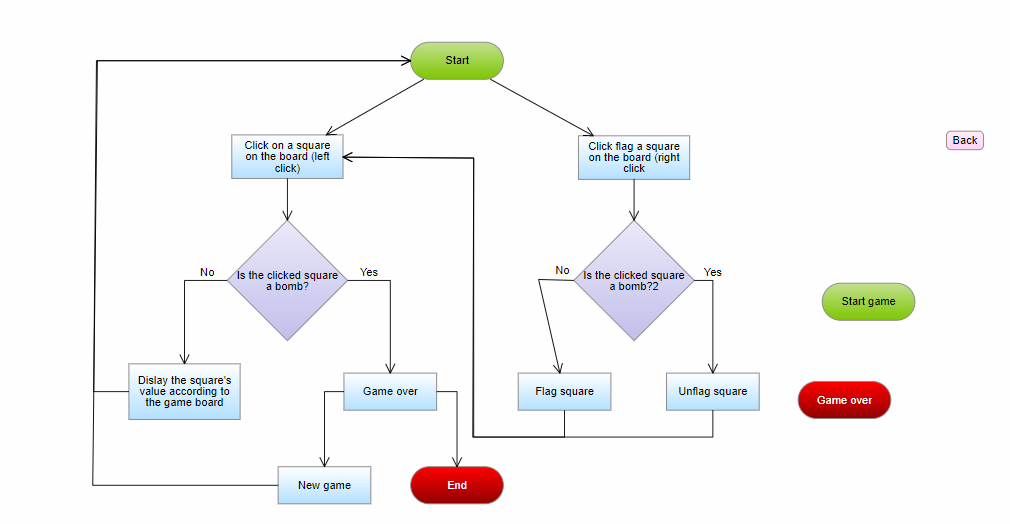 Start
Click on a square
on the board (left
click)
Click flag a square
on the board (right
click
Back
No
Is the clicked square
a bomb?
Yes
No
Is the clicked square
a bomb?2
Yes
Start game
Dislay the square's
value according to
the game board
Game over
Flag square
Unflag square
Game over
New game
End